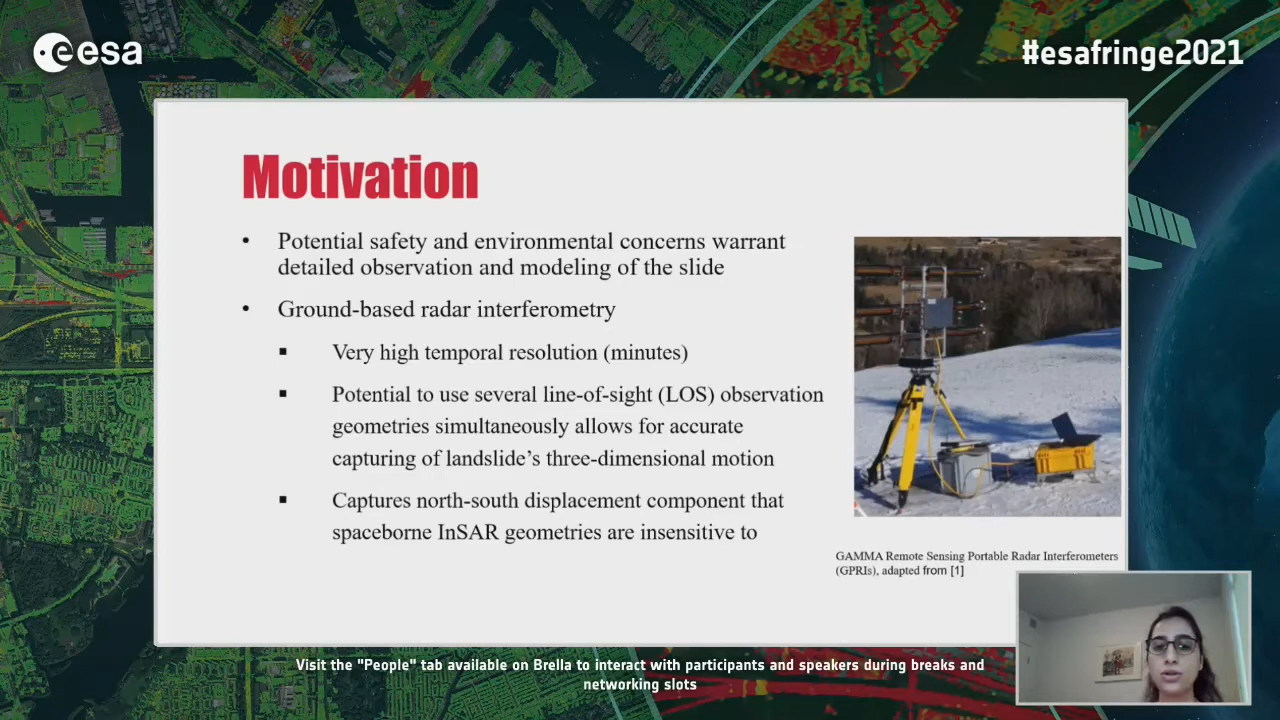 esa
#esafringe2021
Motivation
• Potential safety and environmental concerns warrant
detailed observation and modeling of the slide
• Ground-based radar interferometry
▪ Very high temporal resolution (minutes)
▪ Potential to use several line-of-sight (LOS) observation
geometries simultaneously allows for accurate
capturing of landslide’s three-dimensional motion
▪ Captures north-south displacement component that
spaceborne InSAR geometries are insensitive to
GAMMA Remote Sensing Portable Radar Interferometers
(GPRIs), adapted from [1]
Visit the "People" tab available on Brella to interact with participants and speakers during breaks and
networking slots